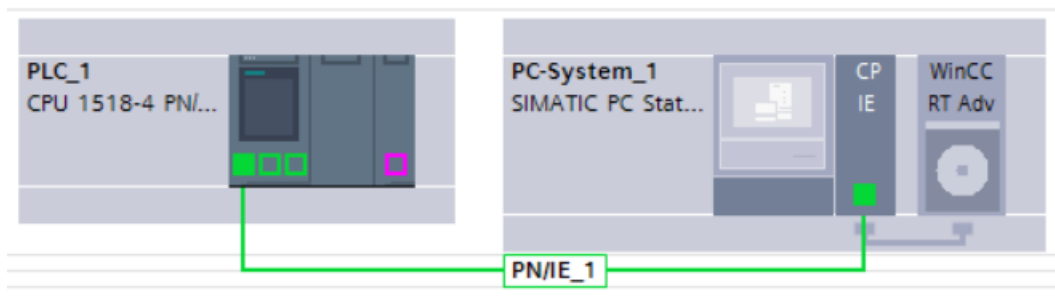 PLC_1
CPU 1518-4 PN/...
PC-System_1
SIMATIC PC Stat...
CP
IE
WinCC
RT Adv
PN/IE_1